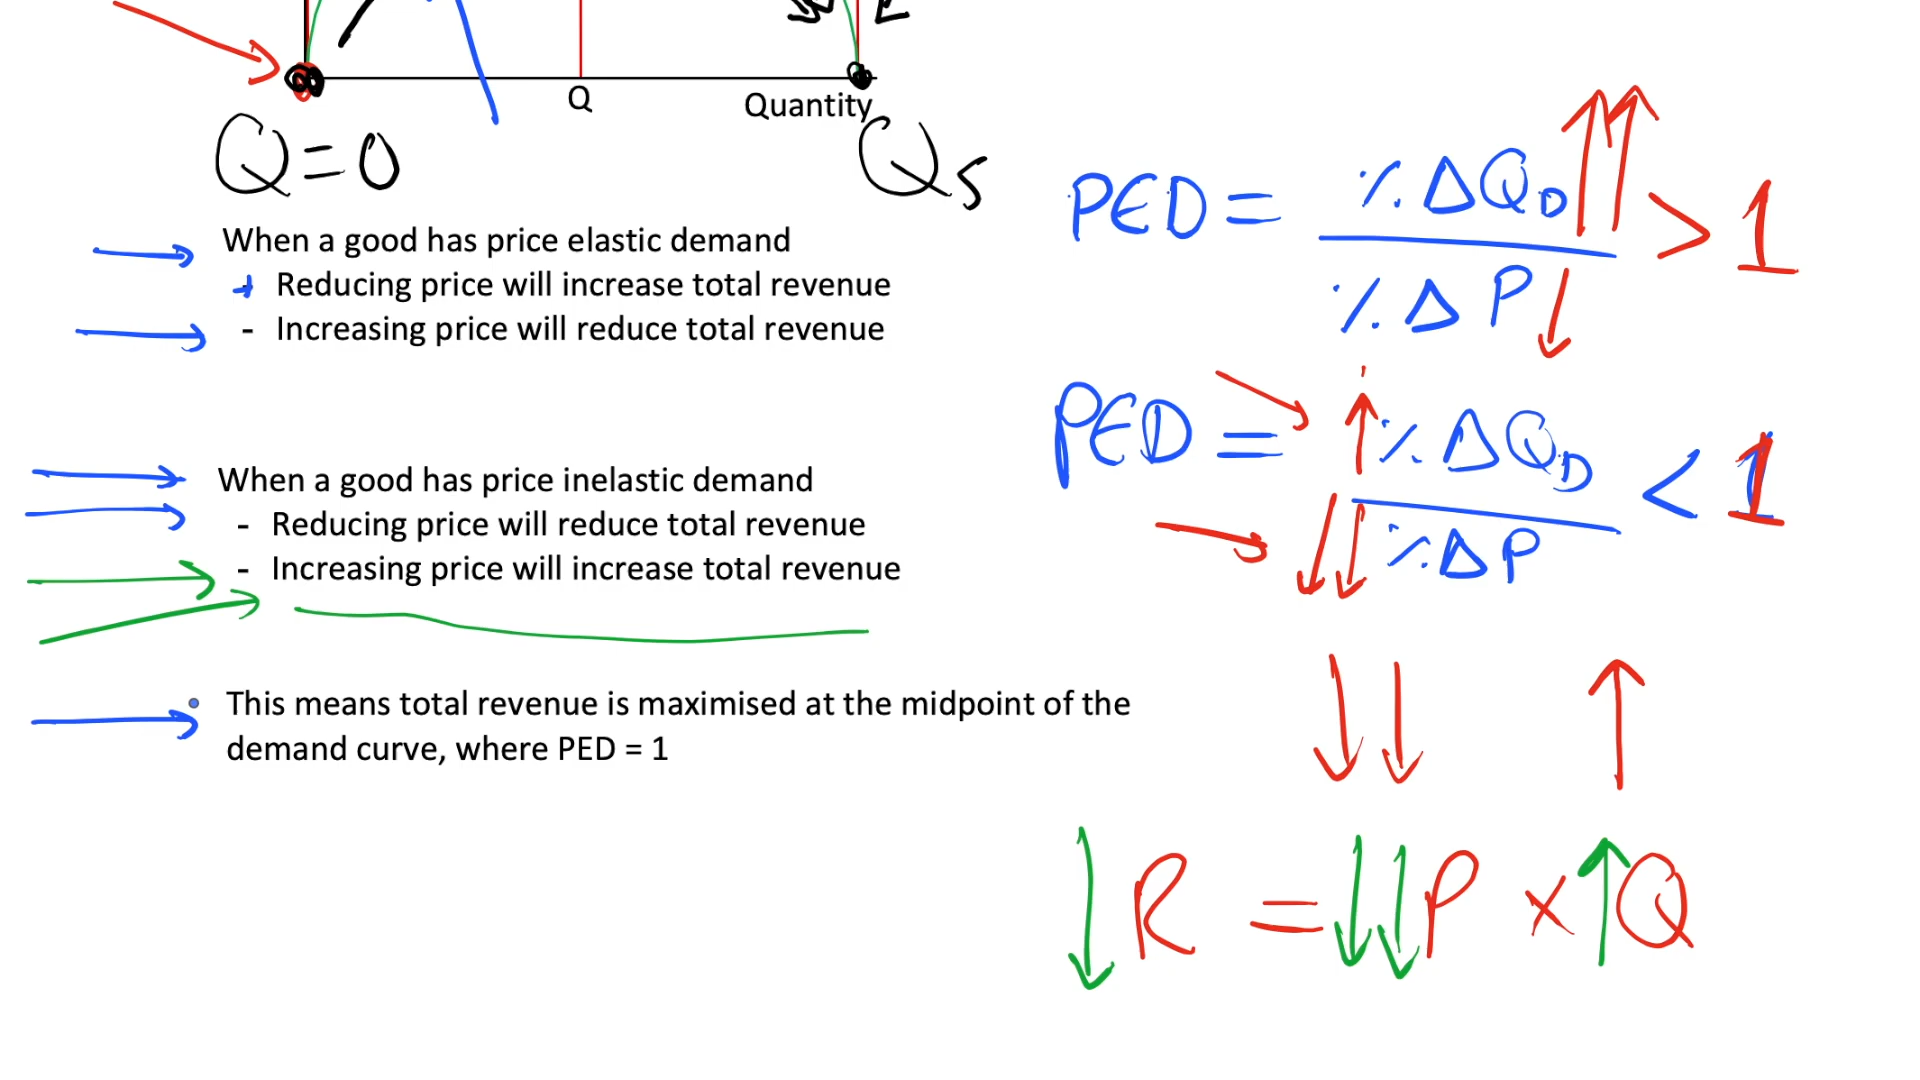 Q
Quantity
Q=0
Qs
When a good has price elastic demand
Reducing price will increase total revenue
- Increasing price will reduce total revenue
When a good has price inelastic demand
- Reducing price will reduce total revenue
- Increasing price will increase total revenue
• This means total revenue is maximised at the midpoint of the
demand curve, where PED = 1
PED = % ΔQD > 1
% Δ P
PED = % ΔQD < 1
% Δ P
R = P × Q